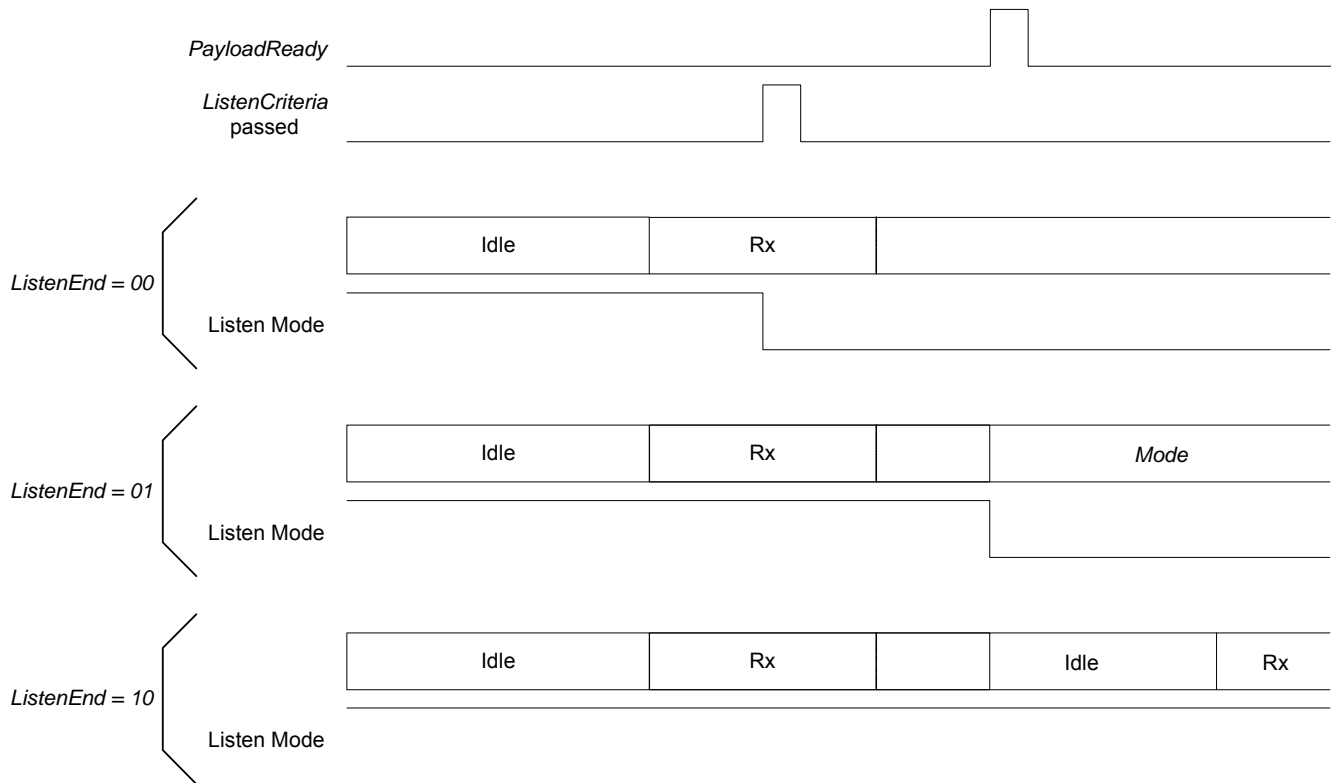 PayloadReady
ListenCriteria
passed
Idle
Rx
ListenEnd = 00
Listen Mode
Idle
Rx
Mode
ListenEnd = 01
Listen Mode
Idle
Rx
Idle
Rx
ListenEnd = 10
Listen Mode